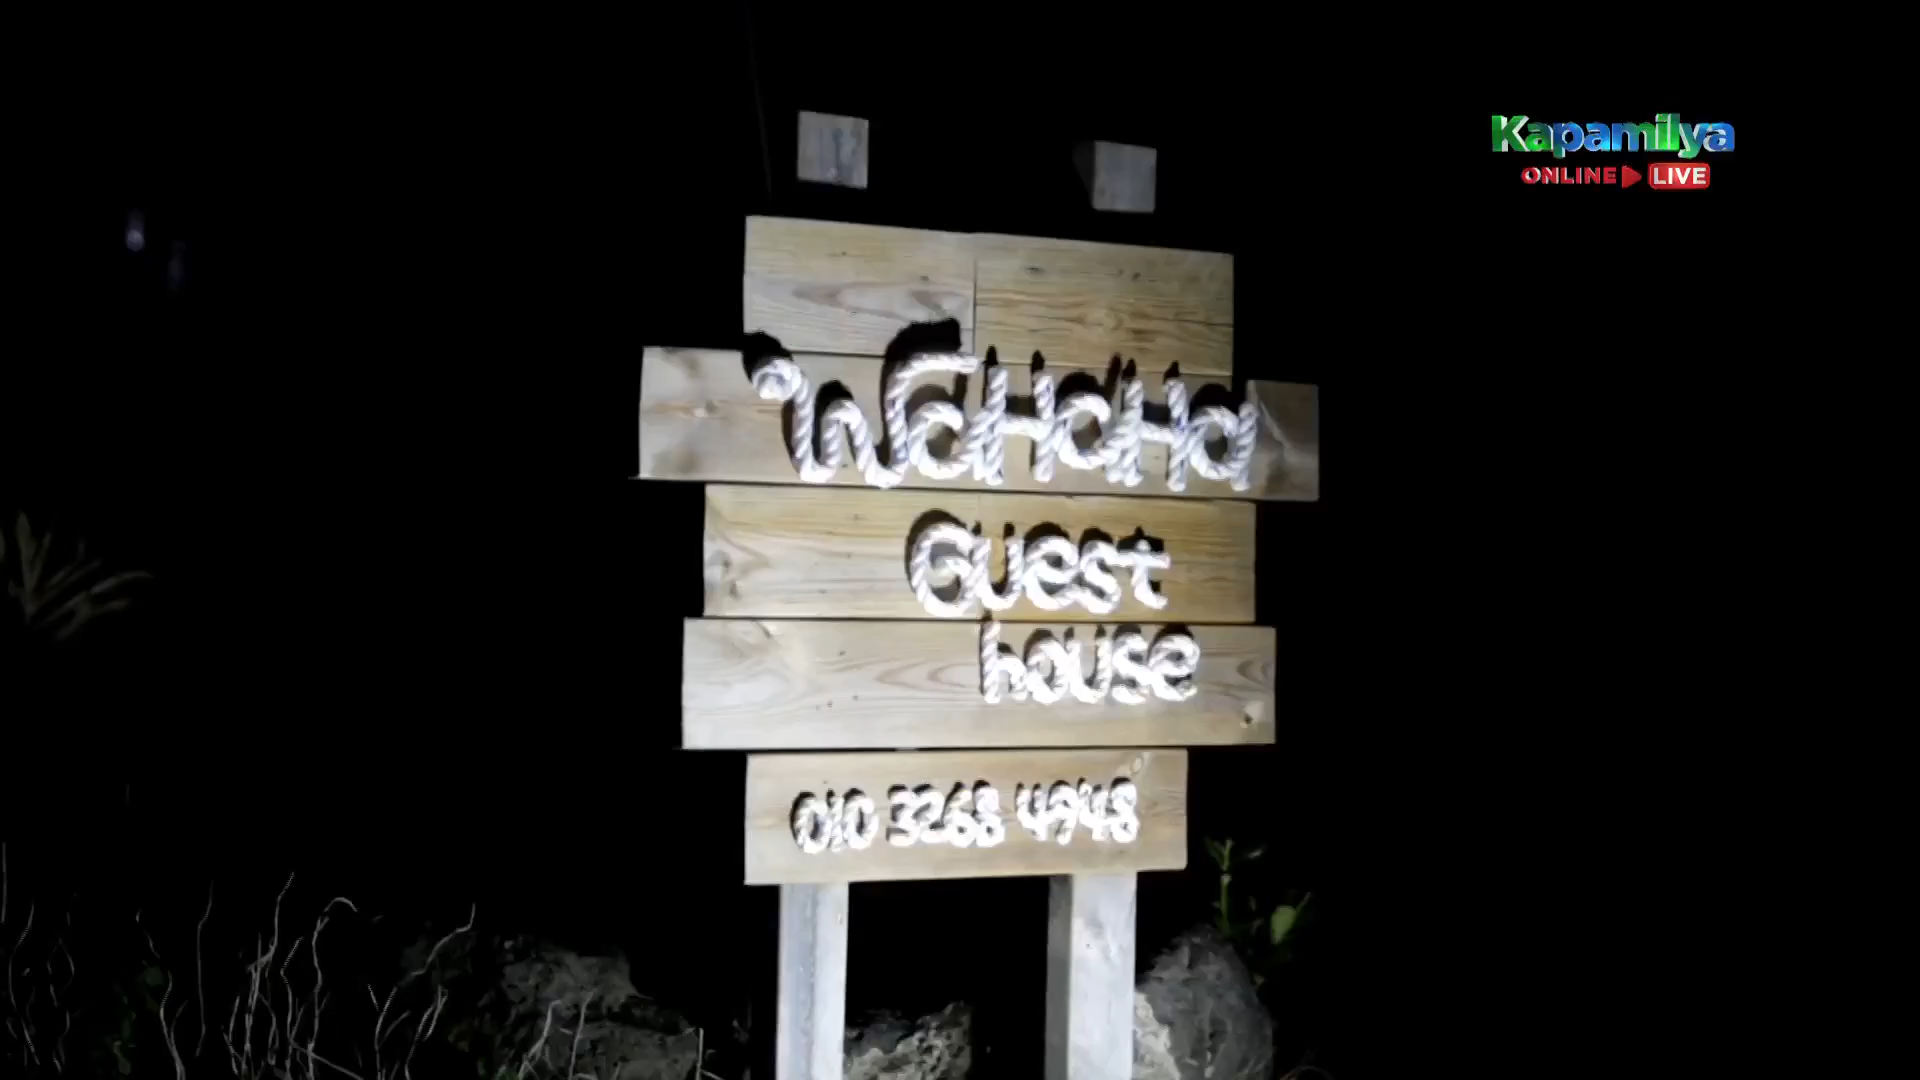 Kapamilya
ONLINE LIVE
WaHaHa
Guest
house
010 3268 4948